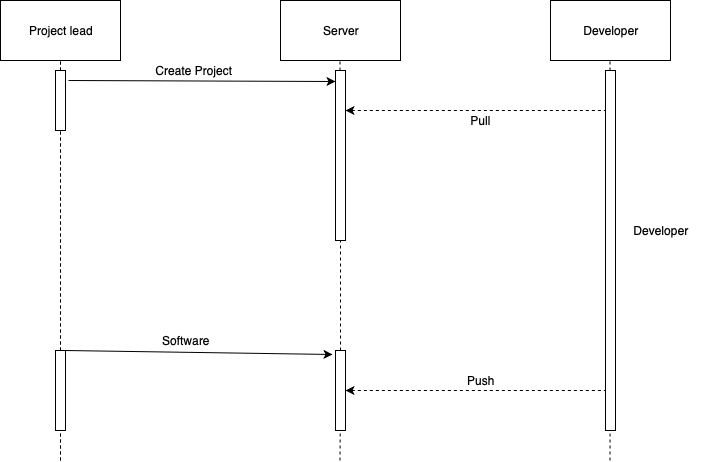 Project lead
Server
Developer
Create Project
Pull
Developer
Software
Push